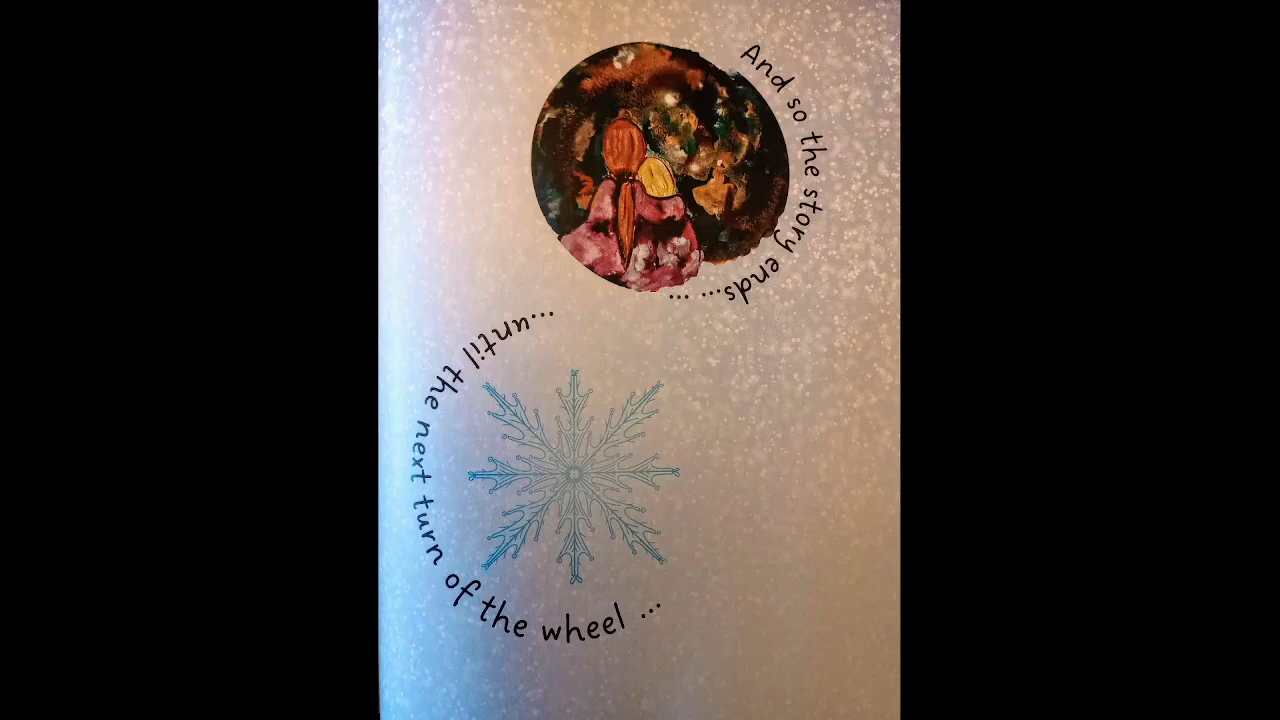 And so the story ends... ...
...until the next turn of the wheel ...